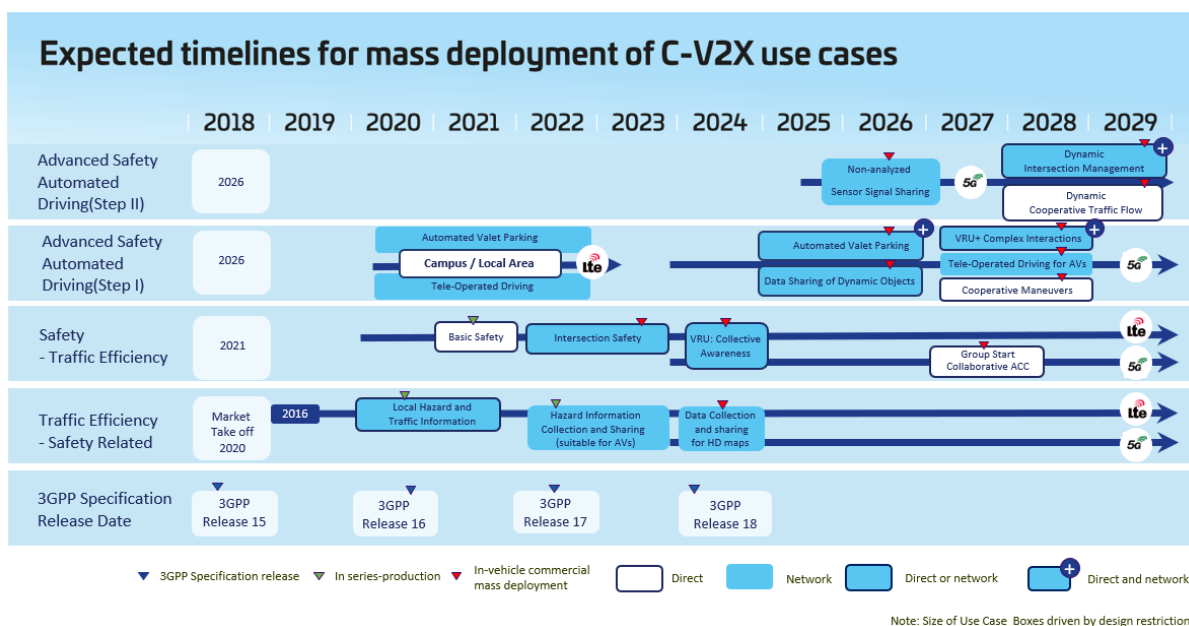 Expected timelines for mass deployment of C-V2X use cases
2018 2019 2020 2021 2022 2023 2024 2025 2026 2027 2028 2029
Advanced Safety
Automated
Driving(Step II)
2026
Non-analyzed
Sensor Signal Sharing
5G
Dynamic
Intersection Management
+
Dynamic
Cooperative Traffic Flow
Advanced Safety
Automated
Driving(Step I)
2026
Automated Valet Parking
Campus / Local Area
Tele-Operated Driving
lte
Automated Valet Parking
+
Data Sharing of Dynamic Objects
VRU+ Complex Interactions
+
Tele-Operated Driving for AVs
Cooperative Maneuvers
5G
Safety
- Traffic Efficiency
2021
Basic Safety
Intersection Safety
VRU: Collective
Awareness
Group Start
Collaborative ACC
lte
5G
Traffic Efficiency
- Safety Related
Market
Take off
2020
2016
Local Hazard and
Traffic Information
Hazard Information
Collection and Sharing
(suitable for AVs)
Data Collection
and sharing
for HD maps
lte
5G
3GPP Specification
Release Date
3GPP
Release 15
3GPP
Release 16
3GPP
Release 17
3GPP
Release 18
3GPP Specification release
In series-production
In-vehicle commercial
mass deployment
Direct
Network
Direct or network
+
Direct and network
Note: Size of Use Case Boxes driven by design restriction